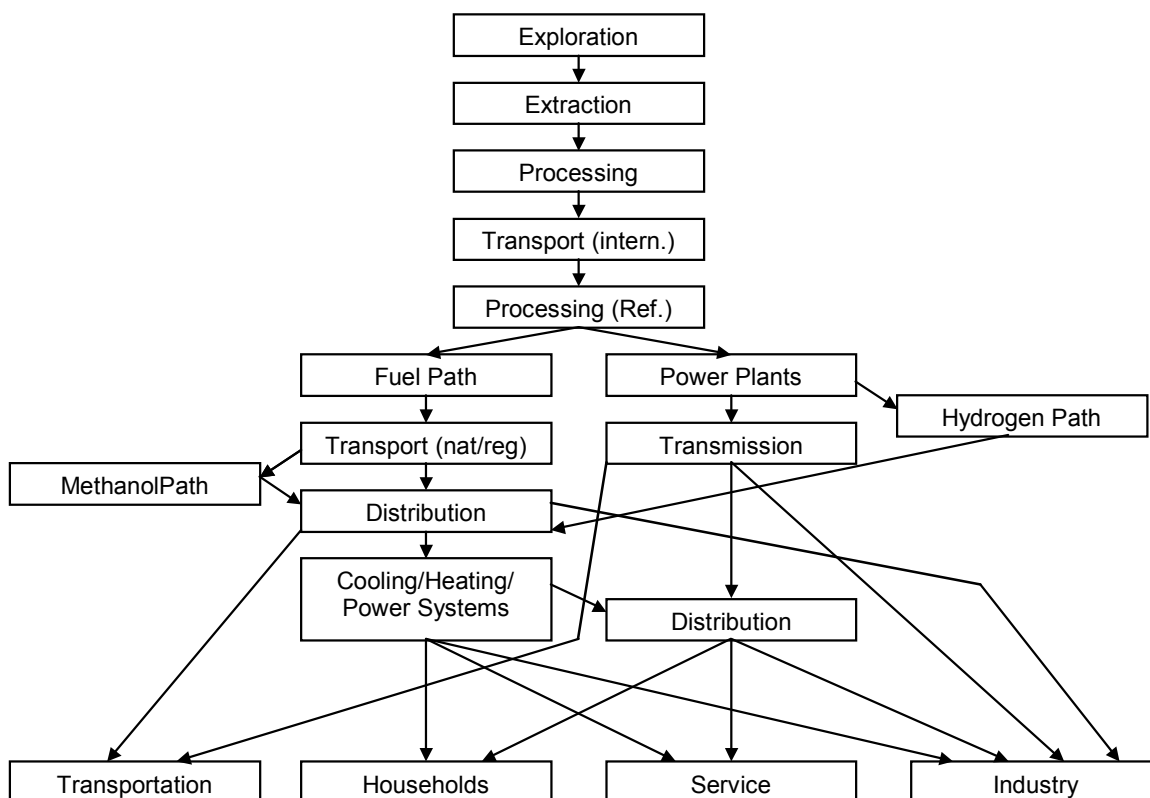 Exploration
Extraction
Processing
Transport (intern.)
Processing (Ref.)
Fuel Path
Power Plants
Hydrogen Path
Transport (nat/reg)
Transmission
MethanolPath
Distribution
Cooling/Heating/
Power Systems
Distribution
Transportation
Households
Service
Industry